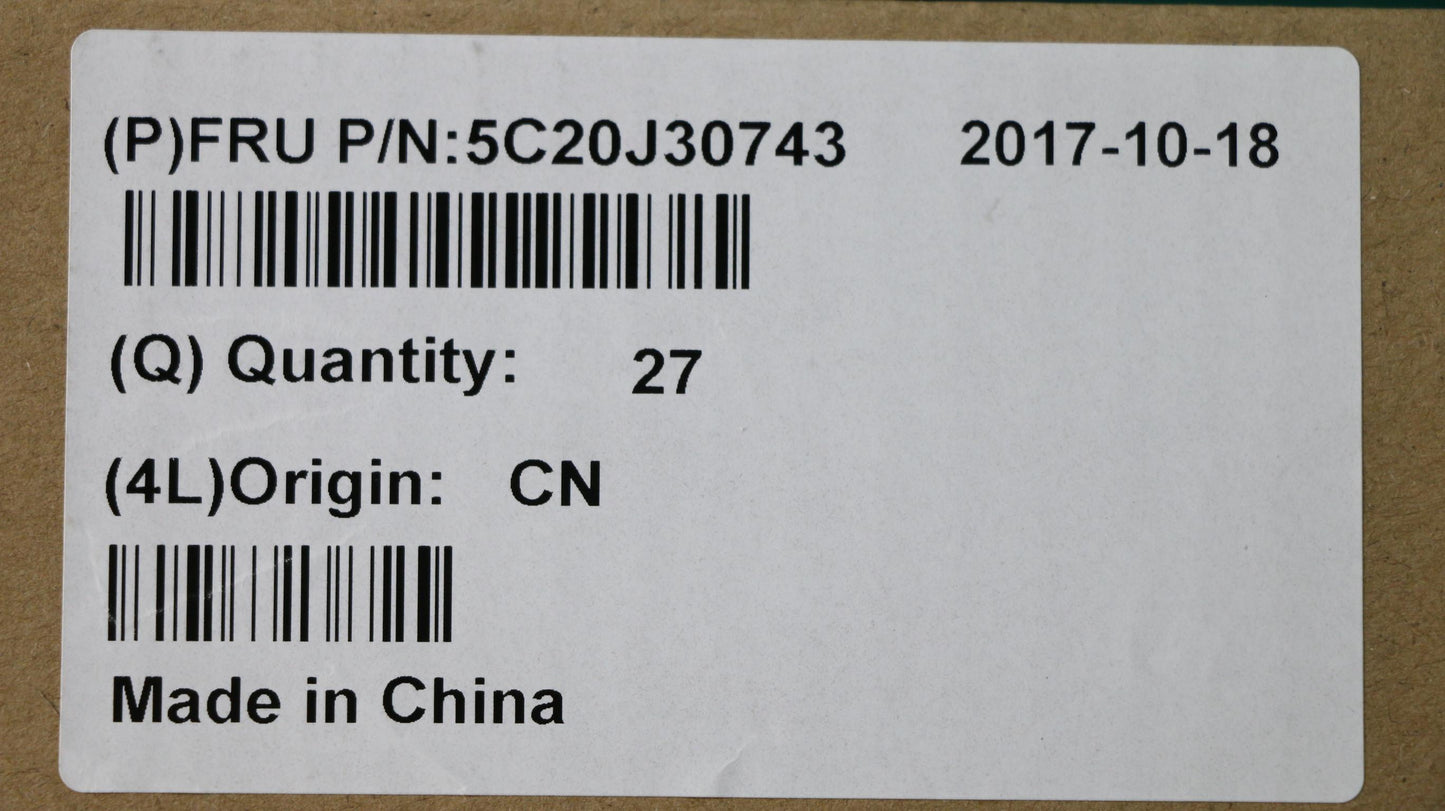 (P)FRU P/N:5C20J30743 2017-10-18
(Q) Quantity: 27
(4L)Origin: CN
Made in China